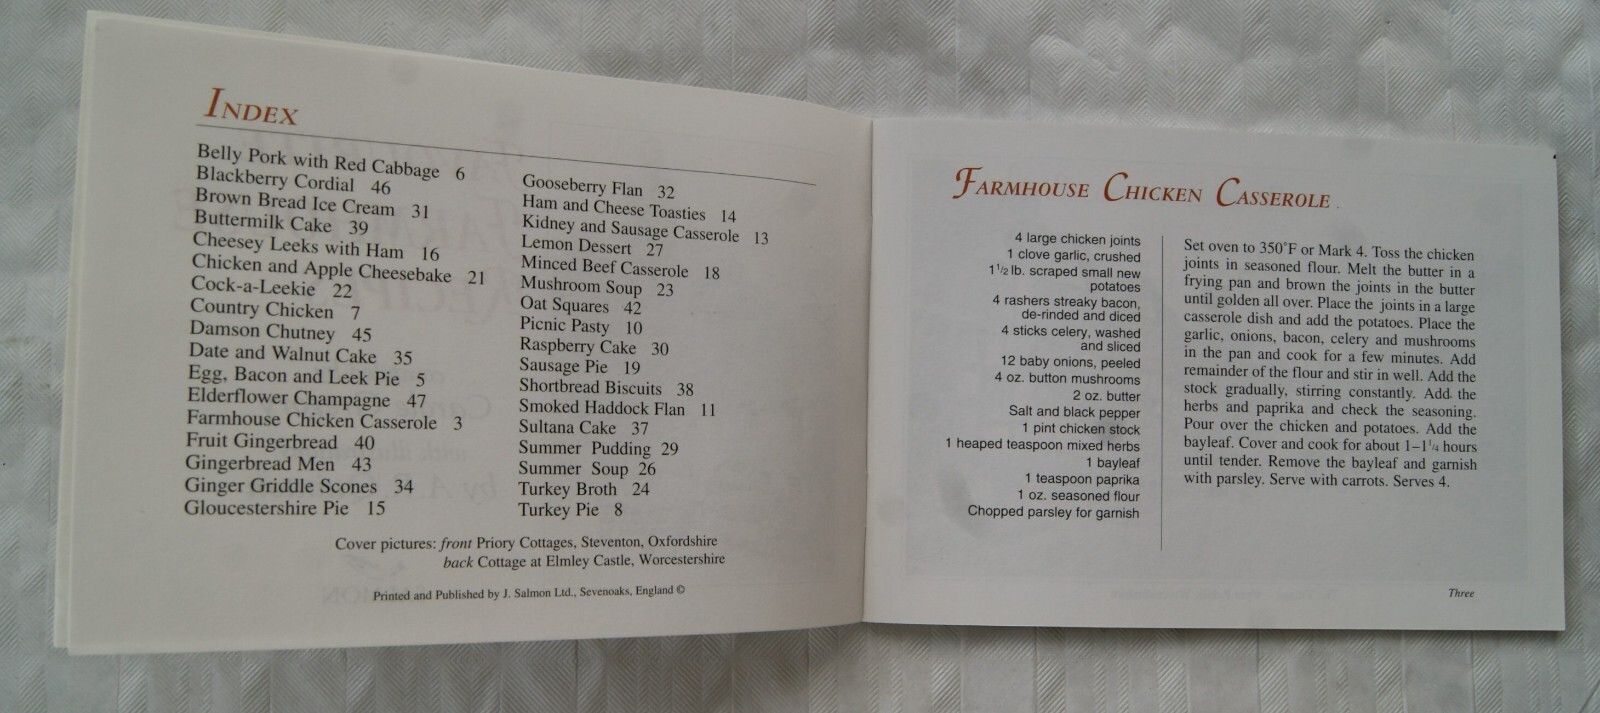 INDEX
Belly Pork with Red Cabbage 6
Blackberry Cordial 46
Brown Bread Ice Cream 31
Buttermilk Cake 39
Cheesey Leeks with Ham 16
Chicken and Apple Cheesebake 21
Cock-a-Leekie 22
Country Chicken 7
Damson Chutney 45
Date and Walnut Cake 35
Egg, Bacon and Leek Pie 5
Elderflower Champagne 47
Farmhouse Chicken Casserole 3
Fruit Gingerbread 40
Gingerbread Men 43
Ginger Griddle Scones 34
Gloucestershire Pie 15
Gooseberry Flan 32
Ham and Cheese Toasties 14
Kidney and Sausage Casserole 13
Lemon Dessert 27
Minced Beef Casserole 18
Mushroom Soup 23
Oat Squares 42
Picnic Pasty 10
Raspberry Cake 30
Sausage Pie 19
Shortbread Biscuits 38
Smoked Haddock Flan 11
Sultana Cake 37
Summer Pudding 29
Summer Soup 26
Turkey Broth 24
Turkey Pie 8
Cover pictures: front Priory Cottages, Steventon, Oxfordshire
back Cottage at Elmley Castle, Worcestershire
Printed and Published by J. Salmon Ltd., Sevenoaks, England ©
FARMHOUSE CHICKEN CASSEROLE
4 large chicken joints
1 clove garlic, crushed
1 1/2 lb. scraped small new
potatoes
4 rashers streaky bacon,
de-rinded and diced
4 sticks celery, washed
and sliced
12 baby onions, peeled
4 oz. button mushrooms
2 oz. butter
Salt and black pepper
1 pint chicken stock
1 heaped teaspoon mixed herbs
1 bayleaf
1 teaspoon paprika
1 oz. seasoned flour
Chopped parsley for garnish
Set oven to 350°F or Mark 4. Toss the chicken
joints in seasoned flour. Melt the butter in a
frying pan and brown the joints in the butter
until golden all over. Place the joints in a large
casserole dish and add the potatoes. Place the
garlic, onions, bacon, celery and mushrooms
in the pan and cook for a few minutes. Add
remainder of the flour and stir in well. Add the
stock gradually, stirring constantly. Add the
herbs and paprika and check the seasoning.
Pour over the chicken and potatoes. Add the
bayleaf. Cover and cook for about 1–1 1/4 hours
until tender. Remove the bayleaf and garnish
with parsley. Serve with carrots. Serves 4.
Three